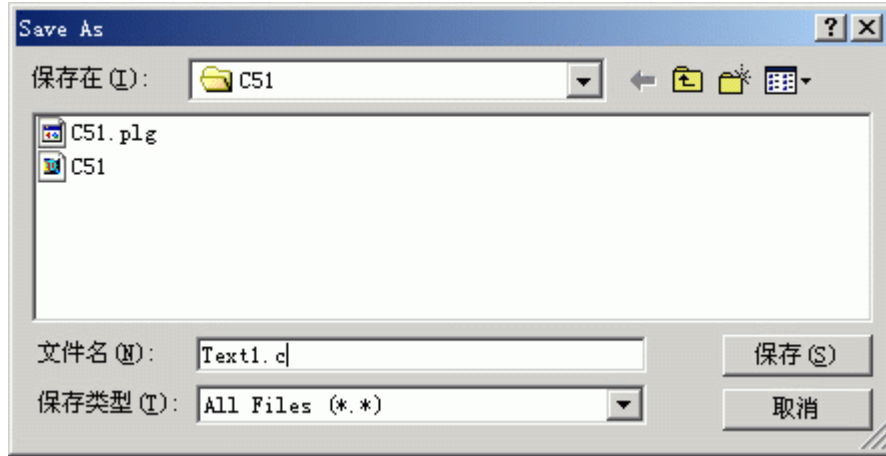 Save As
保存在(I): C51
C51.plg
C51
文件名(N): Text1.c 保存(S)
保存类型(T): All Files (*.*) 取消